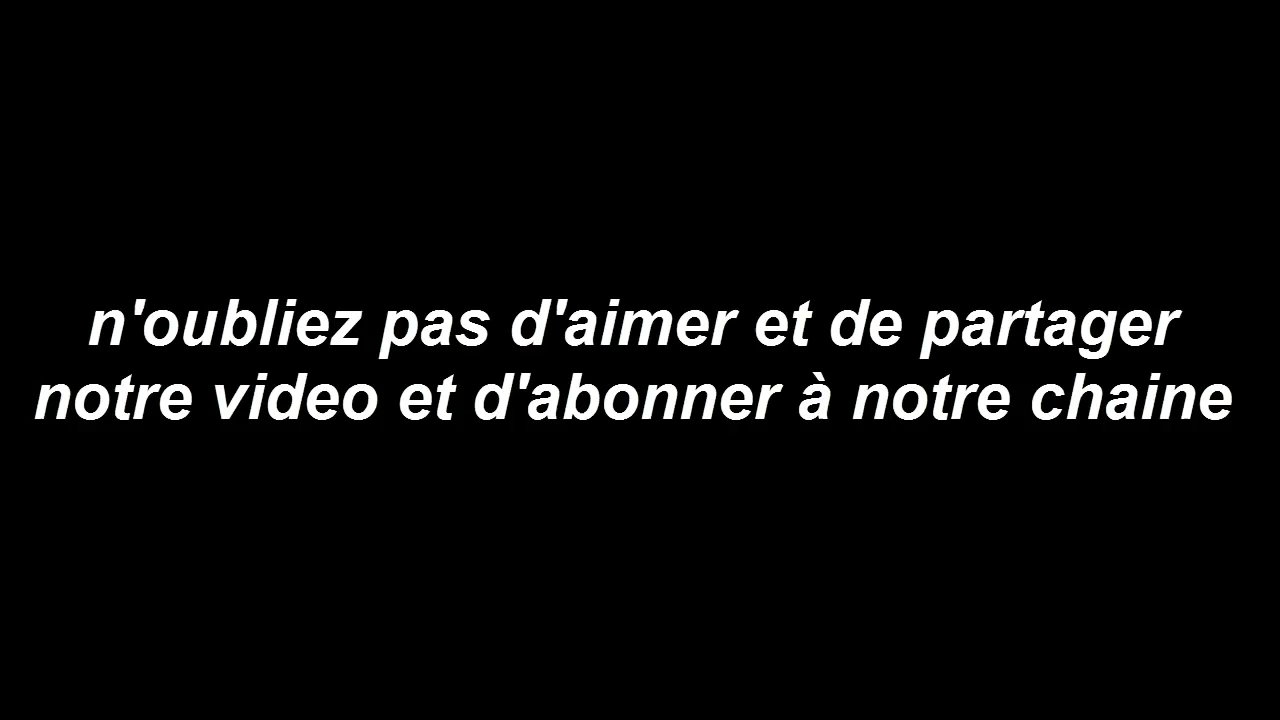 n'oubliez pas d'aimer et de partager
notre video et d'abonner à notre chaine